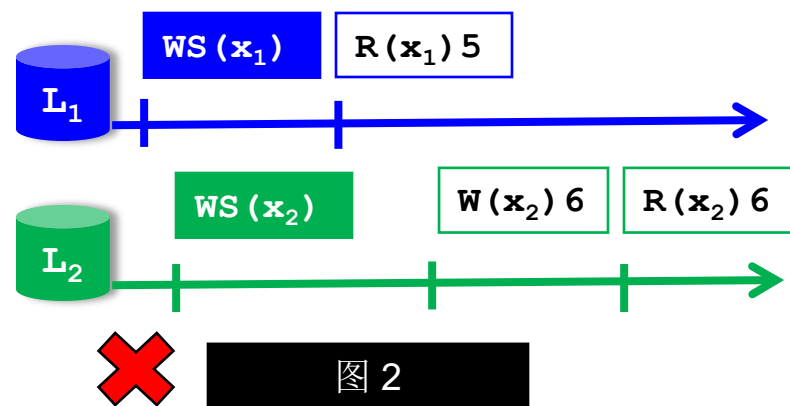 WS(x₁) R(x₁)5
L₁
WS(x₂) W(x₂)6 R(x₂)6
L₂
图 2